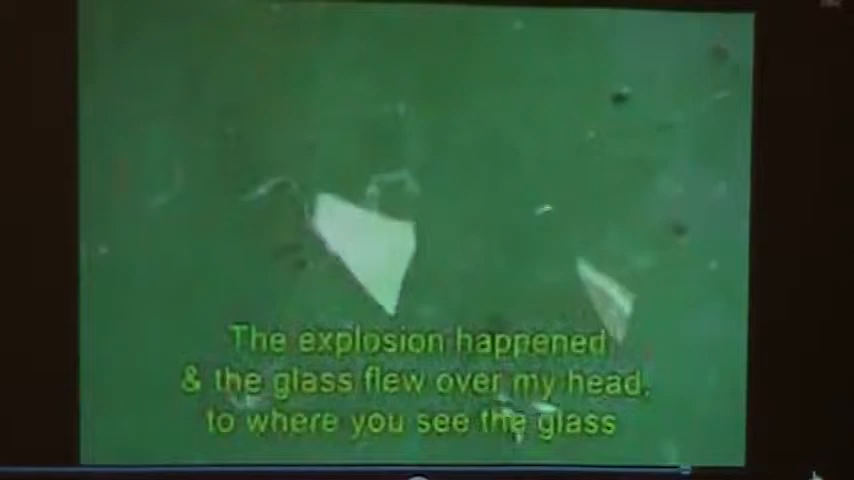 The explosion happened
& the glass flew over my head,
to where you see the glass